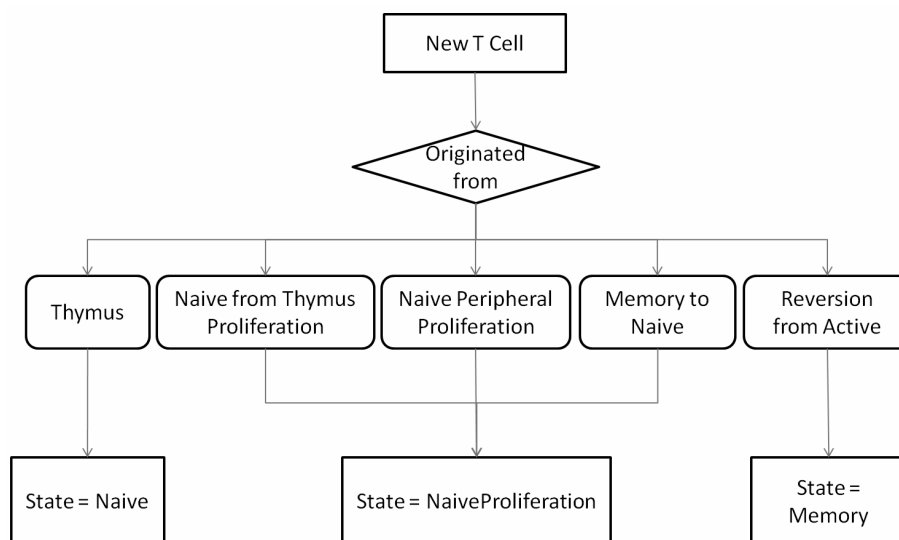 New T Cell
Originated
from
Thymus
Naive from Thymus
Proliferation
Naive Peripheral
Proliferation
Memory to
Naive
Reversion
from Active
State = Naive
State = NaiveProliferation
State =
Memory